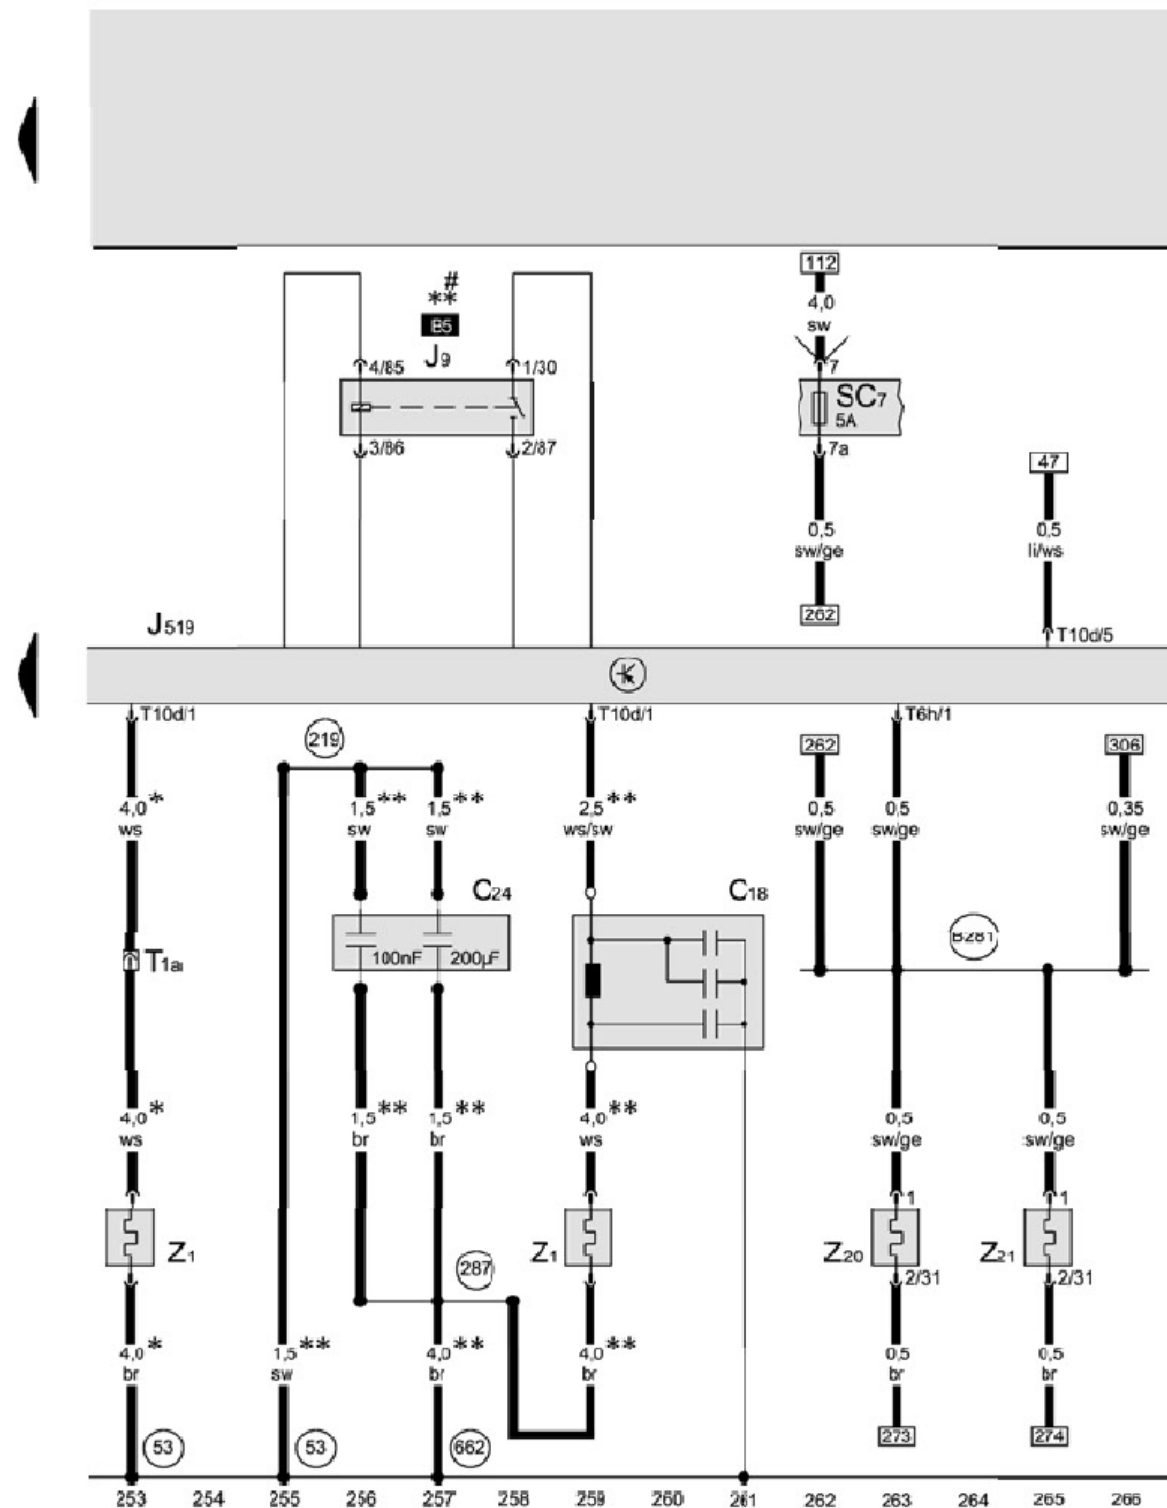 112
4,0
sw
#
**
B5
J9
4/85
1/30
7
SC7
5A
3/86
2/87
7a
47
0,5
sw/ge
0,5
li/ws
262
J519
T10d/5
T10d/1
T10d/1
T6h/1
219
262
306
4,0*
ws
1,5**
sw
1,5**
sw
2,5**
ws/sw
0,5
sw/ge
0,5
sw/ge
0,35
sw/ge
C24
C18
B281
T1ai
100nF
200µF
4,0*
ws
1,5**
br
1,5**
br
4,0**
ws
0,5
sw/ge
0,5
sw/ge
1
1
Z1
287
Z1
Z20
Z21
2/31
2/31
4,0*
br
1,5**
sw
4,0**
br
4,0**
br
0,5
br
0,5
br
53
53
662
273
274
253 254 255 256 257 258 259 260 261 262 263 264 265 266